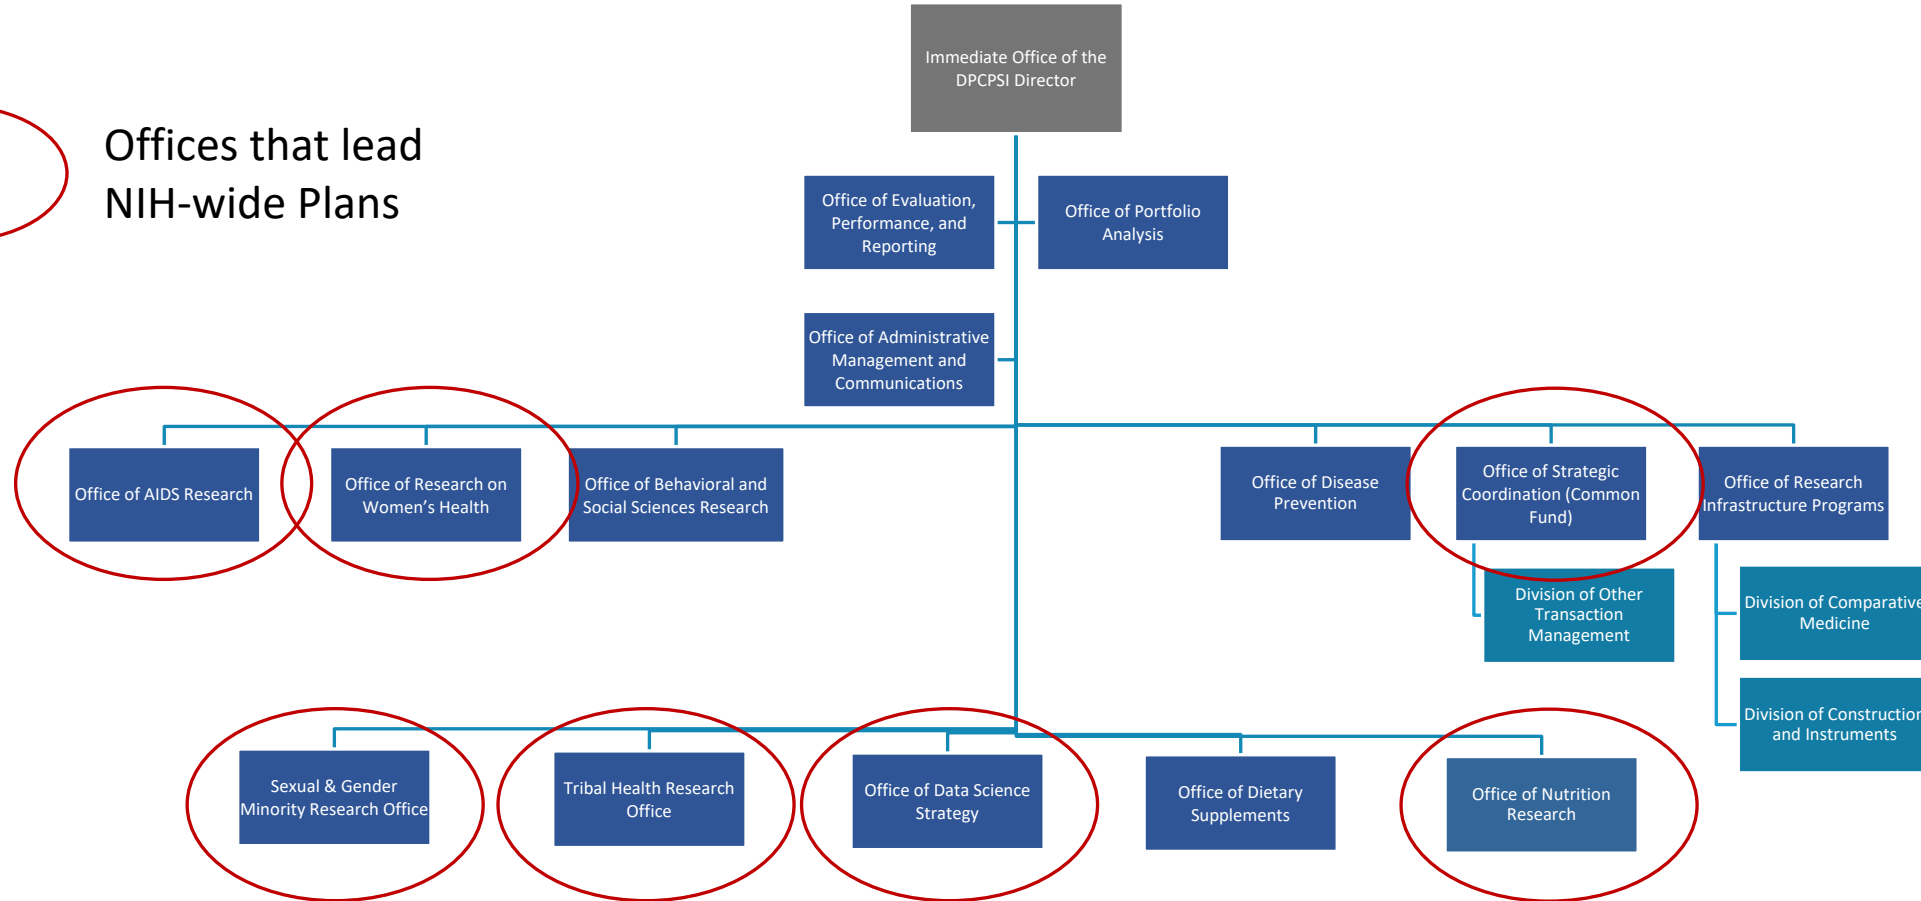 Immediate Office of the
DPCPSI Director
Offices that lead
NIH-wide Plans
Office of Evaluation,
Performance, and
Reporting
Office of Portfolio
Analysis
Office of Administrative
Management and
Communications
Office of AIDS Research
Office of Research on
Women’s Health
Office of Behavioral and
Social Sciences Research
Office of Disease
Prevention
Office of Strategic
Coordination (Common
Fund)
Office of Research
Infrastructure Programs
Division of Other
Transaction
Management
Division of Comparative
Medicine
Division of Construction
and Instruments
Sexual & Gender
Minority Research Office
Tribal Health Research
Office
Office of Data Science
Strategy
Office of Dietary
Supplements
Office of Nutrition
Research